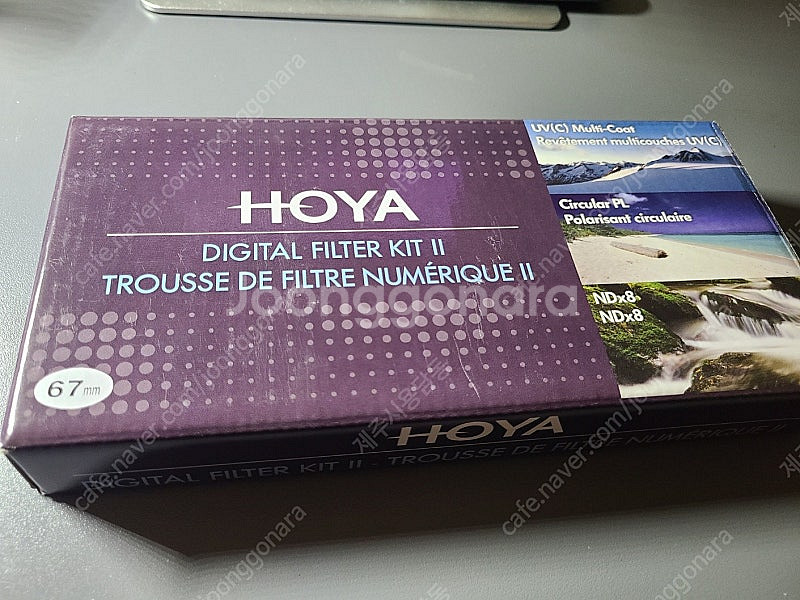 UV(C) Multi-Coat
Revêtement multicouches UV(C)
HOYA
DIGITAL FILTER KIT II
TROUSSE DE FILTRE NUMÉRIQUE II
Circular PL
Polarisant circulaire
NDx8
NDx8
67mm
HOYA
DIGITAL FILTER KIT II - TROUSSE DE FILTRE NUMÉRIQUE II
Joonggonara
cafe.naver.com/joonggonara